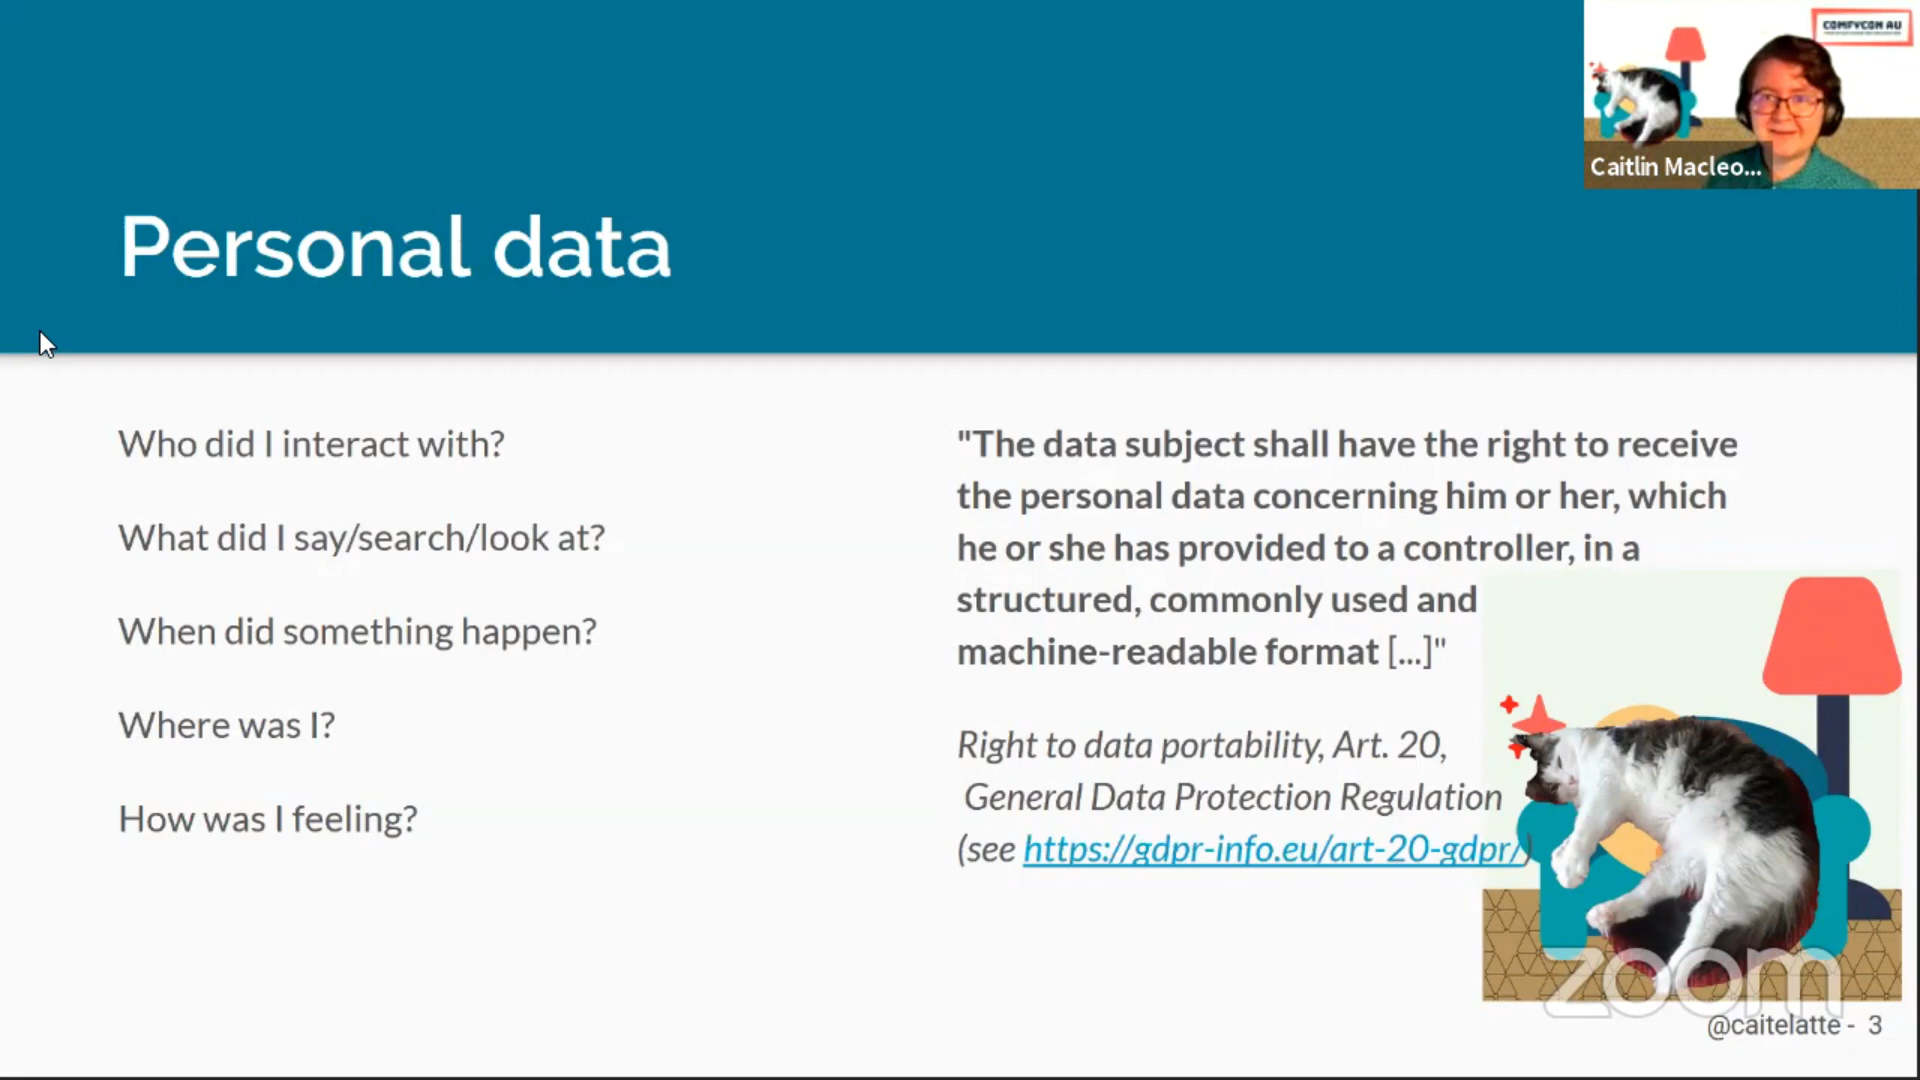 COMFYCON AU
Caitlin Macleo...
Personal data
Who did I interact with?
What did I say/search/look at?
When did something happen?
Where was I?
How was I feeling?
"The data subject shall have the right to receive
the personal data concerning him or her, which
he or she has provided to a controller, in a
structured, commonly used and
machine-readable format [...]"
Right to data portability, Art. 20,
General Data Protection Regulation
(see https://gdpr-info.eu/art-20-gdpr/)
zoom
@caitelatte - 3